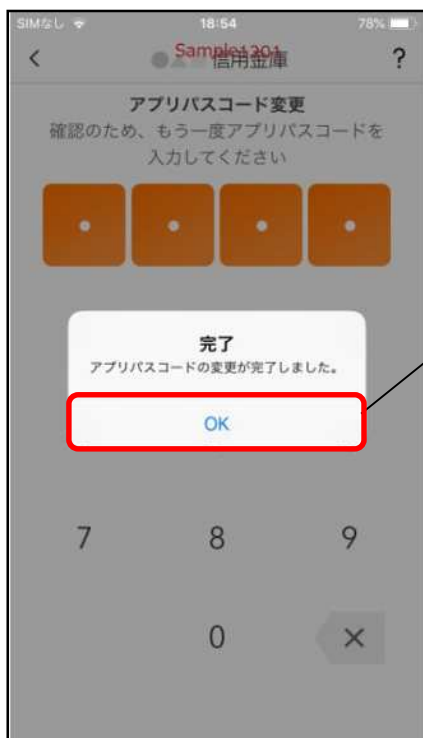 SIMなし 18:54 78%
Sample1201
信用金庫 ?
アプリパスコード変更
確認のため、もう一度アプリパスコードを
入力してください
完了
アプリパスコードの変更が完了しました。
OK
7 8 9
0